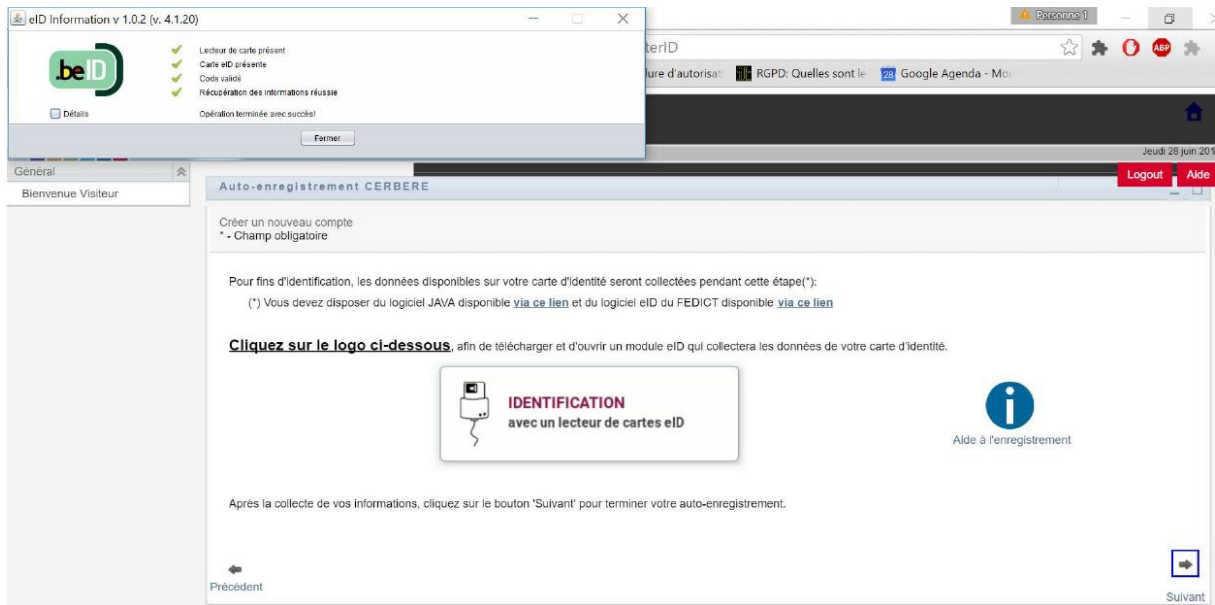 eID Information v 1.0.2 (v. 4.1.20)
.beID
Lecteur de carte présent
Carte eID présente
Code validé
Récupération des informations réussie
Détails
Opération terminée avec succès!
Fermer
Personne 1
terID
lure d'autorisat
RGPD: Quelles sont le
28
Google Agenda - Moi
ABP
Jeudi 28 juin 201
Logout
Aide
Général
Bienvenue Visiteur
Auto-enregistrement CERBERE
Créer un nouveau compte
* - Champ obligatoire
Pour fins d'identification, les données disponibles sur votre carte d'identité seront collectées pendant cette étape(*):
(*) Vous devez disposer du logiciel JAVA disponible via ce lien et du logiciel eID du FEDICT disponible via ce lien
Cliquez sur le logo ci-dessous, afin de télécharger et d'ouvrir un module eID qui collectera les données de votre carte d'identité.
IDENTIFICATION
avec un lecteur de cartes eID
Aide à l'enregistrement
Après la collecte de vos informations, cliquez sur le bouton 'Suivant' pour terminer votre auto-enregistrement.
Précédent
Suivant